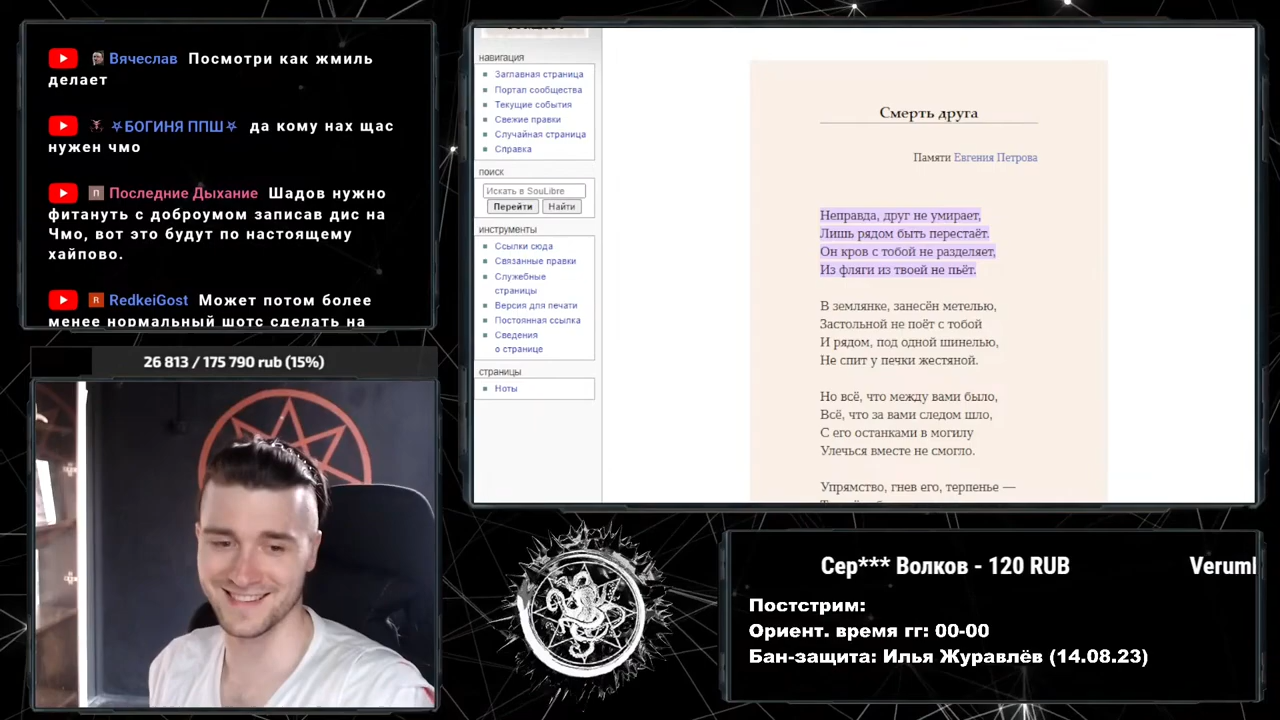 Вячеслав Посмотри как жмиль
делает
⛧БОГИНЯ ППШ⛧ да кому нах щас
нужен чмо
п Последние Дыхание Шадов нужно
фитануть с доброумом записав дис на
Чмо, вот это будут по настоящему
хайпово.
R RedkeiGost Может потом более
менее нормальный шотс сделать на
26 813 / 175 790 rub (15%)
навигация
Заглавная страница
Портал сообщества
Текущие события
Свежие правки
Случайная страница
Справка
поиск
Искать в SouLibre
Перейти Найти
инструменты
Ссылки сюда
Связанные правки
Служебные
страницы
Версия для печати
Постоянная ссылка
Сведения
о странице
страницы
Ноты
Смерть друга
Памяти Евгения Петрова
Неправда, друг не умирает,
Лишь рядом быть перестаёт.
Он кров с тобой не разделяет,
Из фляги из твоей не пьёт.
В землянке, занесён метелью,
Застольной не поёт с тобой
И рядом, под одной шинелью,
Не спит у печки жестяной.
Но всё, что между вами было,
Всё, что за вами следом шло,
С его останками в могилу
Улечься вместе не смогло.
Упрямство, гнев его, терпенье —
Сер*** Волков - 120 RUB
Постстрим:
Ориент. время гг: 00-00
Бан-защита: Илья Журавлёв (14.08.23)